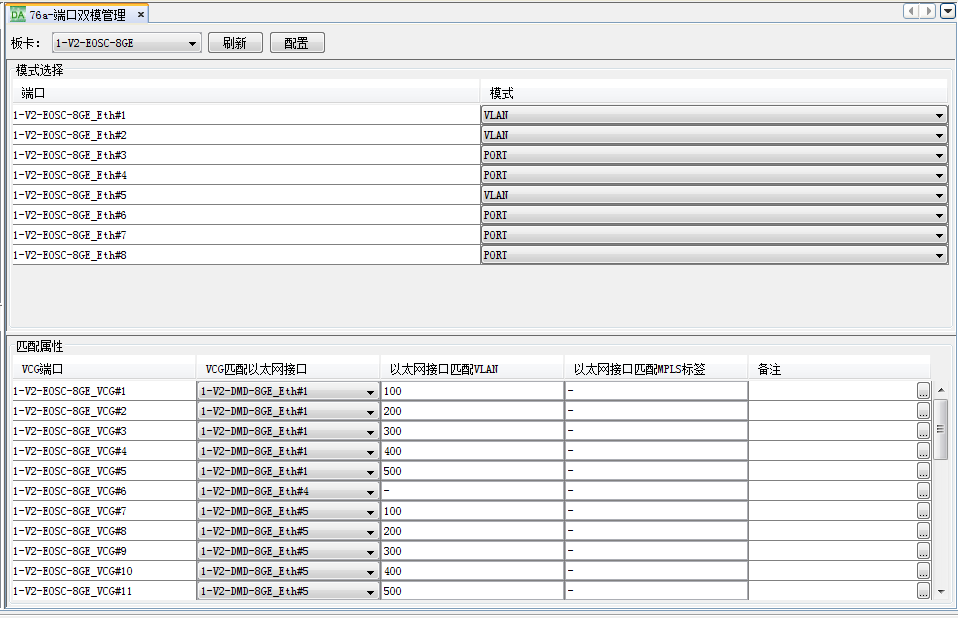 DA 76a-端口双模管理 ×
板卡： 1-V2-EOSC-8GE 刷新 配置
模式选择
端口 模式
1-V2-EOSC-8GE_Eth#1 VLAN
1-V2-EOSC-8GE_Eth#2 VLAN
1-V2-EOSC-8GE_Eth#3 PORT
1-V2-EOSC-8GE_Eth#4 PORT
1-V2-EOSC-8GE_Eth#5 VLAN
1-V2-EOSC-8GE_Eth#6 PORT
1-V2-EOSC-8GE_Eth#7 PORT
1-V2-EOSC-8GE_Eth#8 PORT
匹配属性
VCG端口 VCG匹配以太网接口 以太网接口匹配VLAN 以太网接口匹配MPLS标签 备注
1-V2-EOSC-8GE_VCG#1 1-V2-DMD-8GE_Eth#1 100 - ...
1-V2-EOSC-8GE_VCG#2 1-V2-DMD-8GE_Eth#1 200 - ...
1-V2-EOSC-8GE_VCG#3 1-V2-DMD-8GE_Eth#1 300 - ...
1-V2-EOSC-8GE_VCG#4 1-V2-DMD-8GE_Eth#1 400 - ...
1-V2-EOSC-8GE_VCG#5 1-V2-DMD-8GE_Eth#1 500 - ...
1-V2-EOSC-8GE_VCG#6 1-V2-DMD-8GE_Eth#4 - - ...
1-V2-EOSC-8GE_VCG#7 1-V2-DMD-8GE_Eth#5 100 - ...
1-V2-EOSC-8GE_VCG#8 1-V2-DMD-8GE_Eth#5 200 - ...
1-V2-EOSC-8GE_VCG#9 1-V2-DMD-8GE_Eth#5 300 - ...
1-V2-EOSC-8GE_VCG#10 1-V2-DMD-8GE_Eth#5 400 - ...
1-V2-EOSC-8GE_VCG#11 1-V2-DMD-8GE_Eth#5 500 - ...